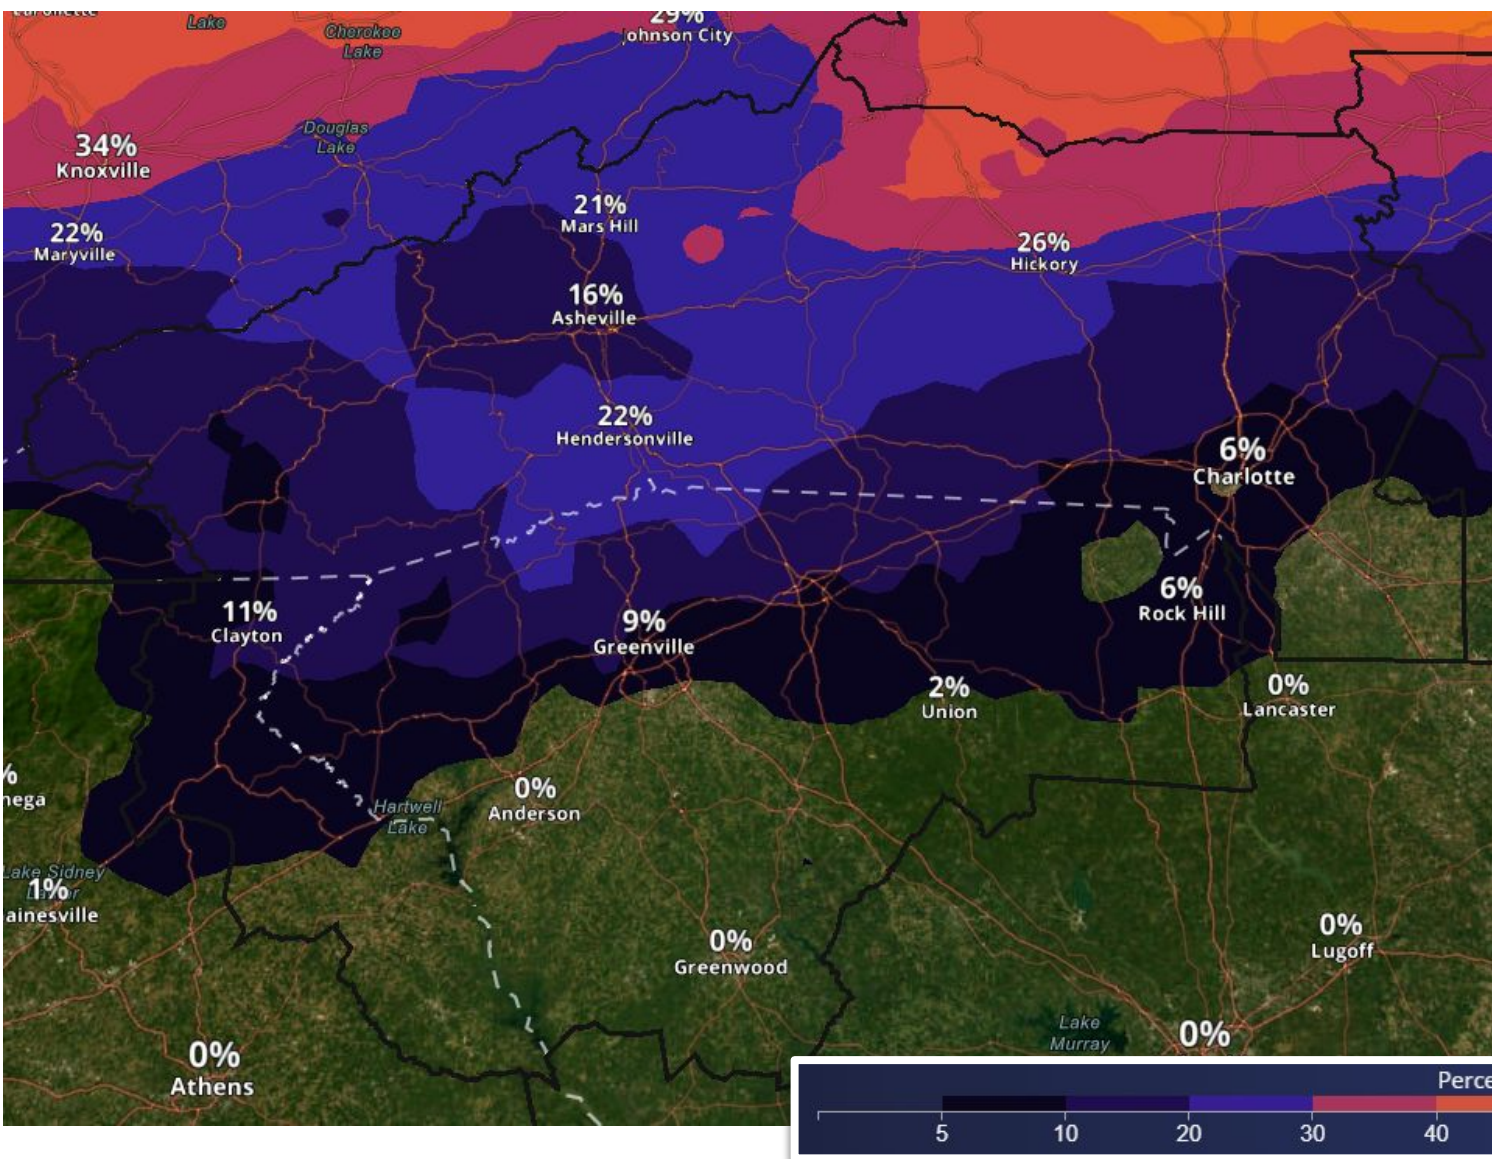 Lake
29%
Johnson City
Cherokee
Lake
34%
Knoxville
Douglas
Lake
21%
Mars Hill
22%
Maryville
26%
Hickory
16%
Asheville
22%
Hendersonville
6%
Charlotte
11%
Clayton
9%
Greenville
6%
Rock Hill
2%
Union
0%
Lancaster
%
nega
0%
Anderson
Hartwell
Lake
Lake Sidney
1%
ainesville
0%
Greenwood
0%
Lugoff
0%
Athens
Lake
Murray
0%
Perce
5 10 20 30 40